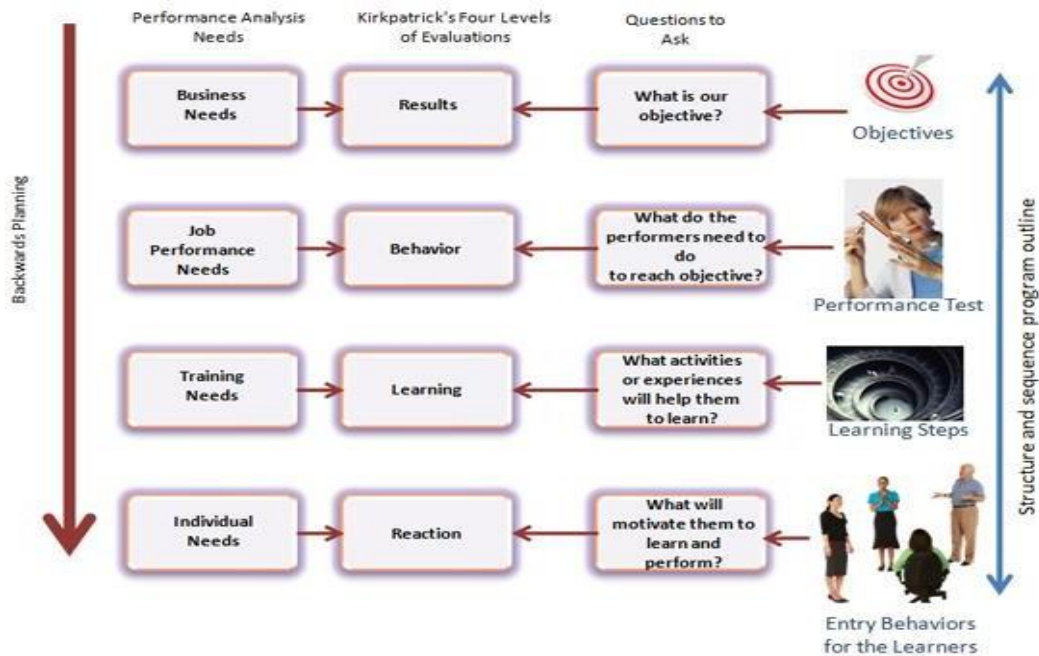 Performance Analysis
Needs
Kirkpatrick's Four Levels
of Evaluations
Questions to
Ask
Backwards Planning
Business
Needs
Results
What is our
objective?
Objectives
Job
Performance
Needs
Behavior
What do the
performers need to
do
to reach objective?
Performance Test
Training
Needs
Learning
What activities
or experiences
will help them
to learn?
Learning Steps
Individual
Needs
Reaction
What will
motivate them to
learn and
perform?
Entry Behaviors
for the Learners
Structure and sequence program outline